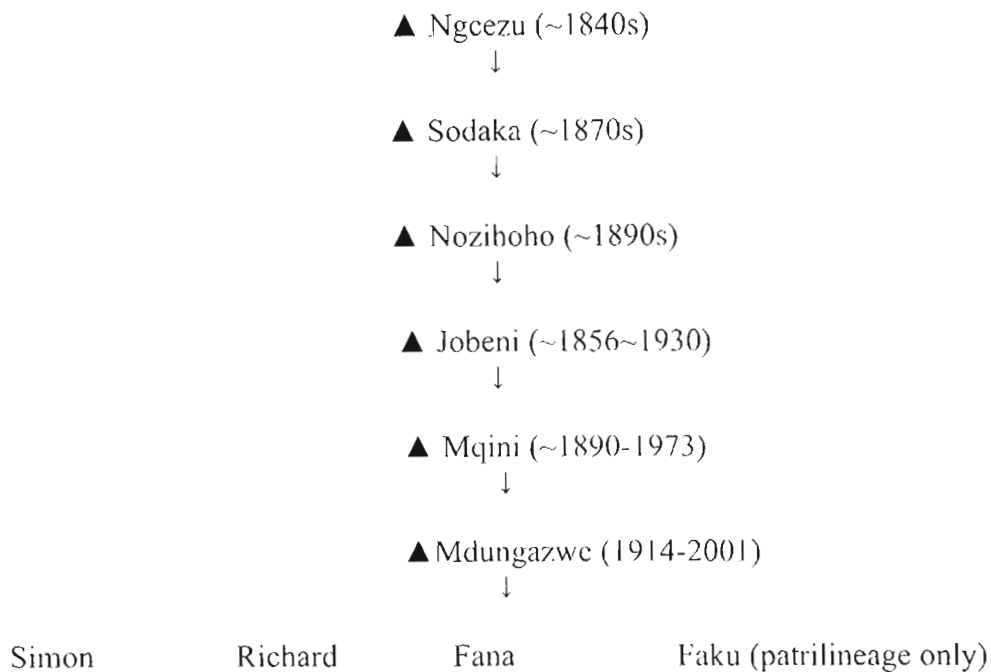 ▲ Ngcezu (~1840s)
↓
▲ Sodaka (~1870s)
↓
▲ Nozihoho (~1890s)
↓
▲ Jobeni (~1856~1930)
↓
▲ Mqini (~1890-1973)
↓
▲ Mdungazwe (1914-2001)
↓
Simon Richard Fana Faku (patrilineage only)